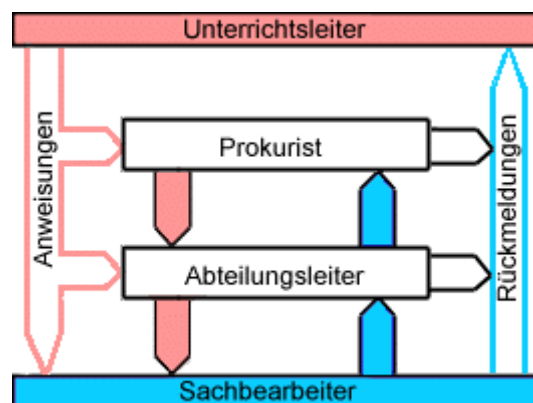 Unterrichtsleiter
Anweisungen
Prokurist
Rückmeldungen
Abteilungsleiter
Sachbearbeiter